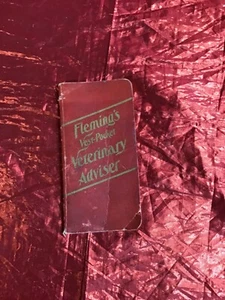 Fleming's
Vest-Pocket
Veterinary
Adviser